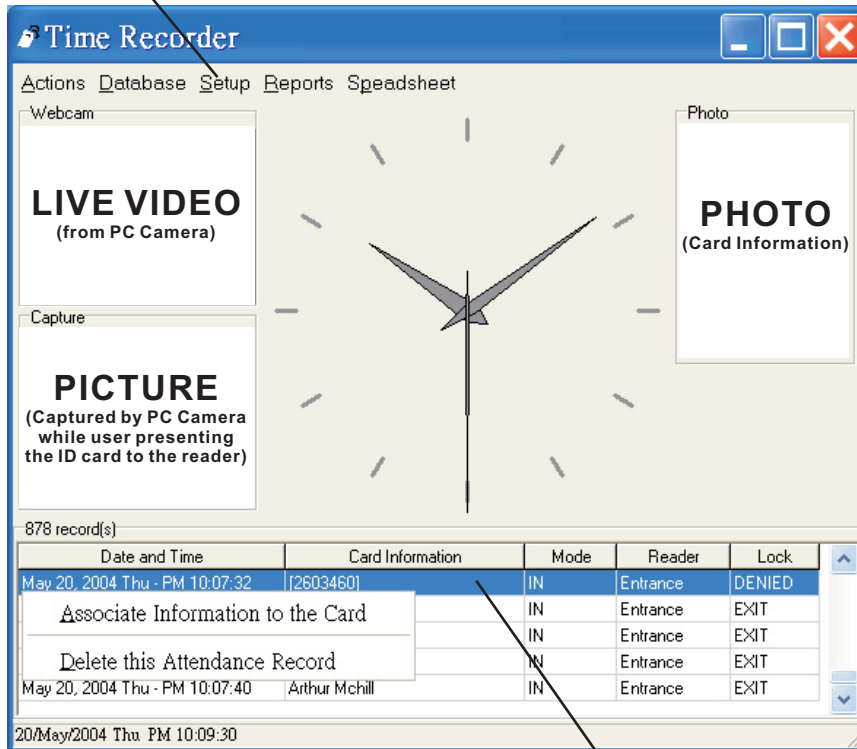 Time Recorder
Actions Database Setup Reports Speadsheet
Webcam
LIVE VIDEO
(from PC Camera)
Photo
PHOTO
(Card Information)
Capture
PICTURE
(Captured by PC Camera
while user presenting
the ID card to the reader)
878 record(s)
Date and Time Card Information Mode Reader Lock
May 20, 2004 Thu - PM 10:07:32 [2603460] IN Entrance DENIED
Associate Information to the Card IN Entrance EXIT
IN Entrance EXIT
Delete this Attendance Record IN Entrance EXIT
May 20, 2004 Thu - PM 10:07:40 Arthur Mchill IN Entrance EXIT
20/May/2004 Thu PM 10:09:30